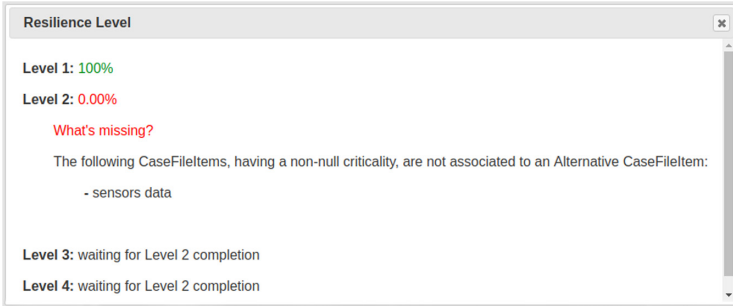 Resilience Level
Level 1: 100%
Level 2: 0.00%
What's missing?
The following CaseFileItems, having a non-null criticality, are not associated to an Alternative CaseFileItem:
- sensors data
Level 3: waiting for Level 2 completion
Level 4: waiting for Level 2 completion